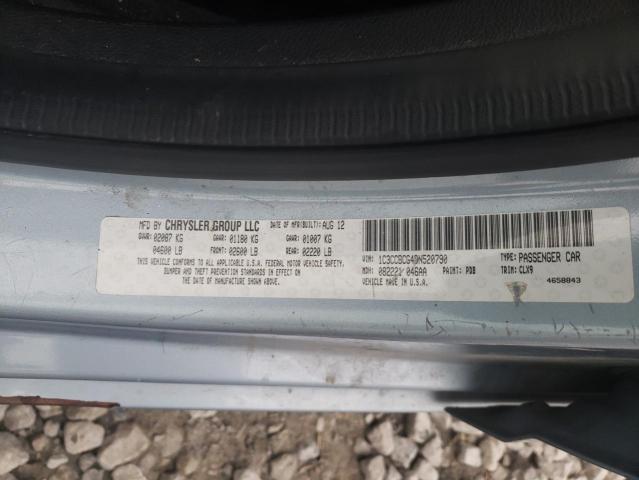 MFD BY CHRYSLER GROUP LLC DATE OF MFR(BUILT): AUG 12
GVWR: 02087 KG GAWR: 01180 KG GAWR: 01007 KG
04600 LB FRONT: 02600 LB REAR: 02220 LB
THIS VEHICLE CONFORMS TO ALL APPLICABLE U.S.A. FEDERAL MOTOR VEHICLE SAFETY,
BUMPER AND THEFT PREVENTION STANDARDS IN EFFECT ON
THE DATE OF MANUFACTURE SHOWN ABOVE.
VIN: 1C3CCBCG4DN520790 TYPE: PASSENGER CAR
MDH: 082221 046AA PAINT: PDB TRIM: CLX9
VEHICLE MADE IN U.S.A. 4658843